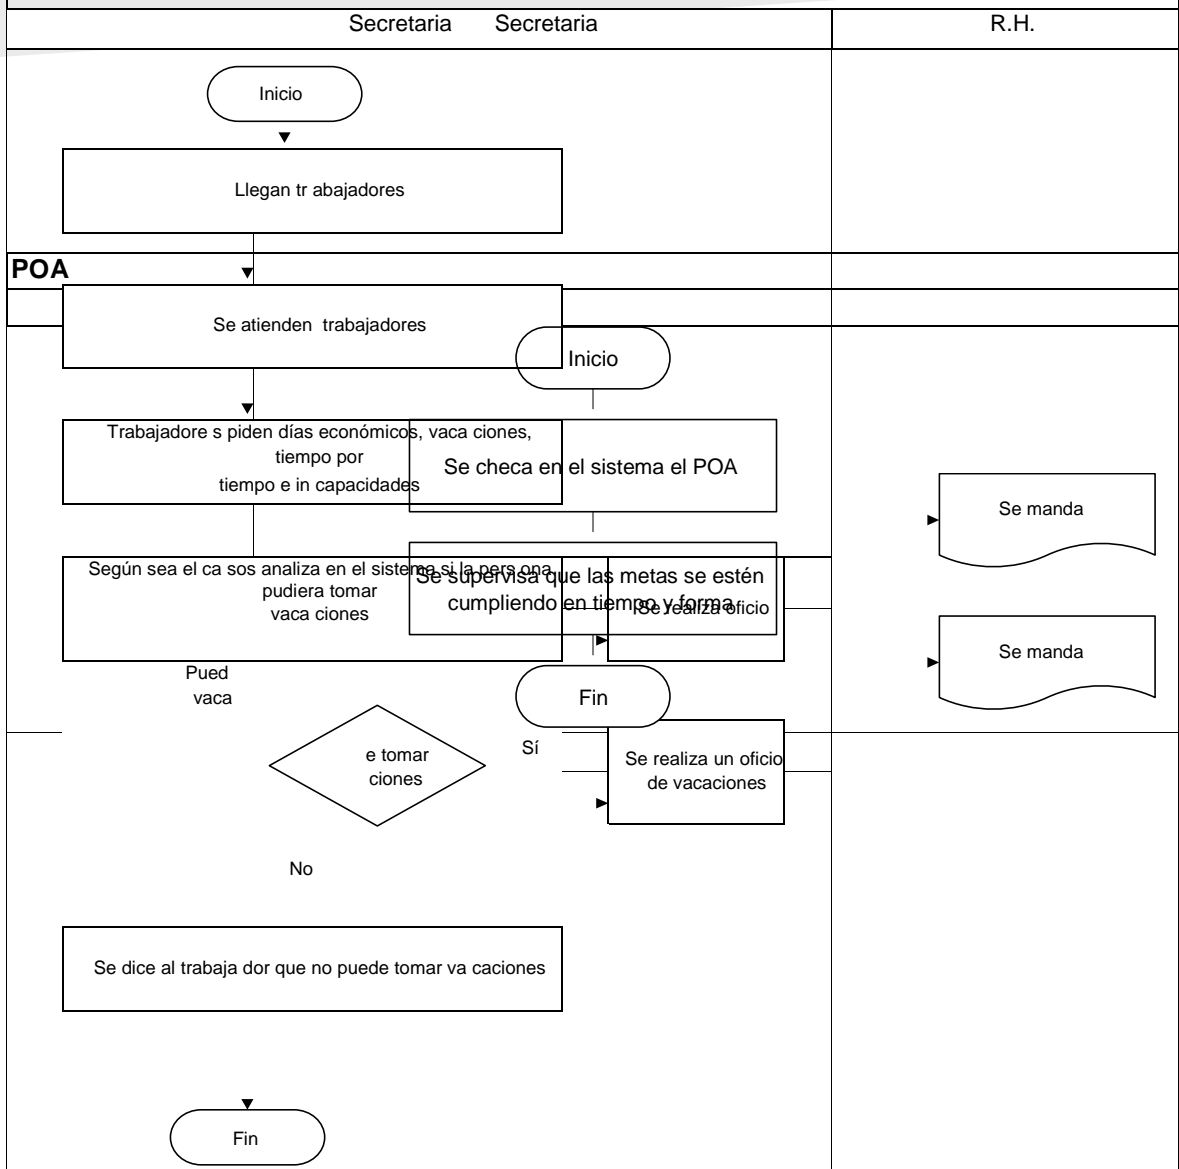 Secretaria Secretaria R.H.
Inicio
Llegan tr abajadores
POA
Se atienden trabajadores
Inicio
Trabajadore s piden días económicos, vaca ciones,
tiempo por
tiempo e in capacidades
Se checa en el sistema el POA
Se manda
Según sea el ca sos analiza en el sistema si la pers ona
pudiera tomar
vaca ciones
Se supervisa que las metas se estén
cumpliendo en tiempo y forma
Se realiza oficio
Se manda
Pued
vaca
Fin
e tomar
ciones
Sí
Se realiza un oficio
de vacaciones
No
Se dice al trabaja dor que no puede tomar va caciones
Fin